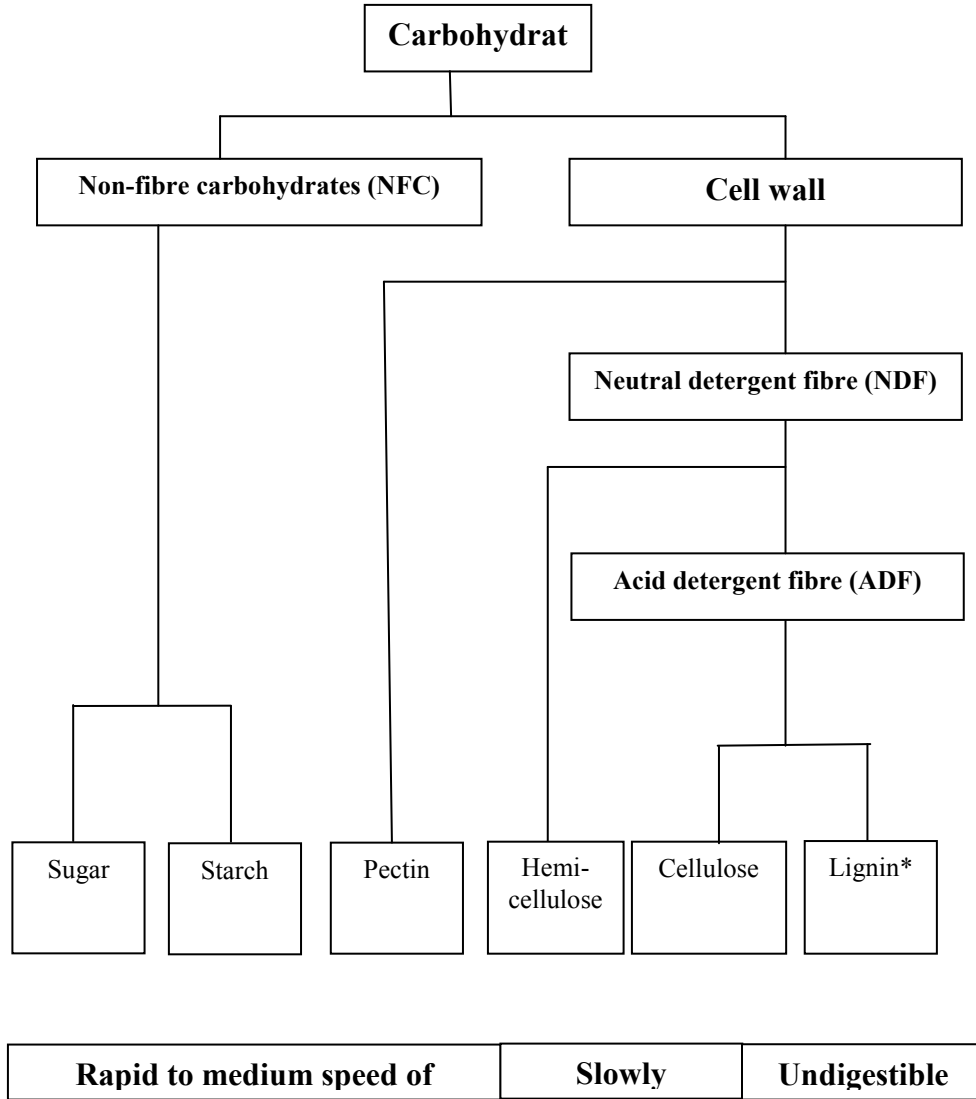 Carbohydrat
Non-fibre carbohydrates (NFC)
Cell wall
Neutral detergent fibre (NDF)
Acid detergent fibre (ADF)
Sugar
Starch
Pectin
Hemi-
cellulose
Cellulose
Lignin*
Rapid to medium speed of
Slowly
Undigestible